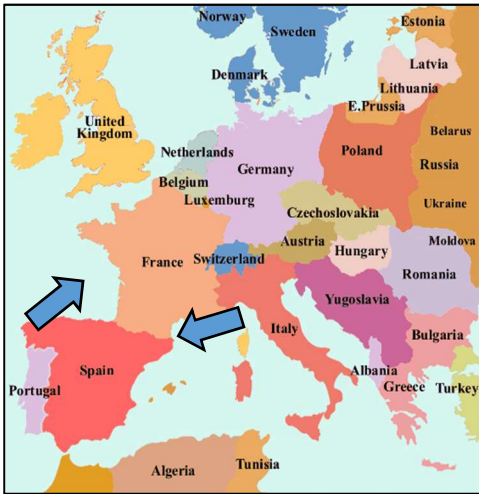 Norway
Sweden
Estonia
Latvia
Denmark
Lithuania
E.Prussia
United
Kingdom
Netherlands
Belarus
Poland
Germany
Russia
Belgium
Luxemburg
Ukraine
Czechoslovakia
Austria
Moldova
France
Switzerland
Hungary
Romania
Yugoslavia
Italy
Bulgaria
Spain
Albania
Portugal
Greece
Turkey
Algeria
Tunisia